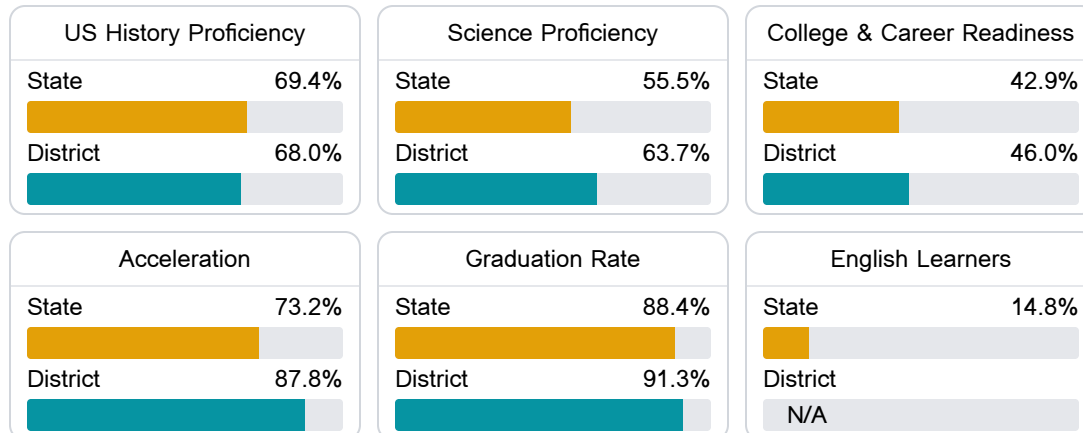 US History Proficiency
State 69.4%
District 68.0%
Science Proficiency
State 55.5%
District 63.7%
College & Career Readiness
State 42.9%
District 46.0%
Acceleration
State 73.2%
District 87.8%
Graduation Rate
State 88.4%
District 91.3%
English Learners
State 14.8%
District
N/A